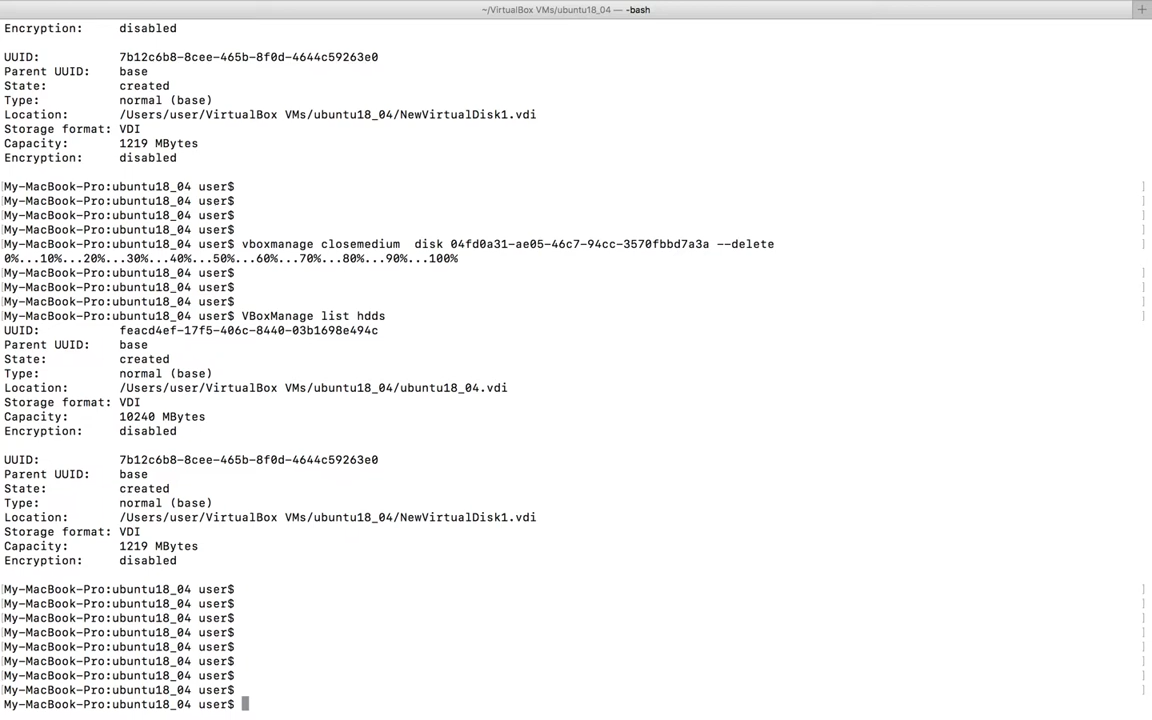 ~/VirtualBox VMs/ubuntu18_04 — -bash +
Encryption: disabled
UUID: 7b12c6b8-8cee-465b-8f0d-4644c59263e0
Parent UUID: base
State: created
Type: normal (base)
Location: /Users/user/VirtualBox VMs/ubuntu18_04/NewVirtualDisk1.vdi
Storage format: VDI
Capacity: 1219 MBytes
Encryption: disabled
[My-MacBook-Pro:ubuntu18_04 user$ ]
[My-MacBook-Pro:ubuntu18_04 user$ ]
[My-MacBook-Pro:ubuntu18_04 user$ ]
[My-MacBook-Pro:ubuntu18_04 user$ ]
[My-MacBook-Pro:ubuntu18_04 user$ vboxmanage closemedium  disk 04fd0a31-ae05-46c7-94cc-3570fbbd7a3a --delete ]
0%...10%...20%...30%...40%...50%...60%...70%...80%...90%...100%
[My-MacBook-Pro:ubuntu18_04 user$ ]
[My-MacBook-Pro:ubuntu18_04 user$ ]
[My-MacBook-Pro:ubuntu18_04 user$ ]
[My-MacBook-Pro:ubuntu18_04 user$ VBoxManage list hdds ]
UUID: feacd4ef-17f5-406c-8440-03b1698e494c
Parent UUID: base
State: created
Type: normal (base)
Location: /Users/user/VirtualBox VMs/ubuntu18_04/ubuntu18_04.vdi
Storage format: VDI
Capacity: 10240 MBytes
Encryption: disabled
UUID: 7b12c6b8-8cee-465b-8f0d-4644c59263e0
Parent UUID: base
State: created
Type: normal (base)
Location: /Users/user/VirtualBox VMs/ubuntu18_04/NewVirtualDisk1.vdi
Storage format: VDI
Capacity: 1219 MBytes
Encryption: disabled
[My-MacBook-Pro:ubuntu18_04 user$ ]
[My-MacBook-Pro:ubuntu18_04 user$ ]
[My-MacBook-Pro:ubuntu18_04 user$ ]
[My-MacBook-Pro:ubuntu18_04 user$ ]
[My-MacBook-Pro:ubuntu18_04 user$ ]
[My-MacBook-Pro:ubuntu18_04 user$ ]
[My-MacBook-Pro:ubuntu18_04 user$ ]
[My-MacBook-Pro:ubuntu18_04 user$ ]
My-MacBook-Pro:ubuntu18_04 user$